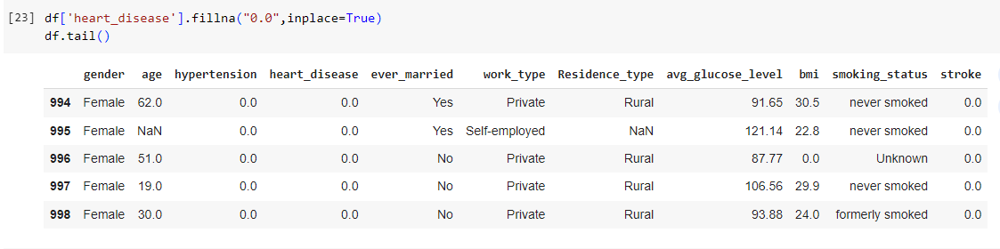 [23] df['heart_disease'].fillna("0.0",inplace=True)
df.tail()
gender age hypertension heart_disease ever_married work_type Residence_type avg_glucose_level bmi smoking_status stroke
994 Female 62.0 0.0 0.0 Yes Private Rural 91.65 30.5 never smoked 0.0
995 Female NaN 0.0 0.0 Yes Self-employed NaN 121.14 22.8 never smoked 0.0
996 Female 51.0 0.0 0.0 No Private Rural 87.77 0.0 Unknown 0.0
997 Female 19.0 0.0 0.0 No Private Rural 106.56 29.9 never smoked 0.0
998 Female 30.0 0.0 0.0 No Private Rural 93.88 24.0 formerly smoked 0.0